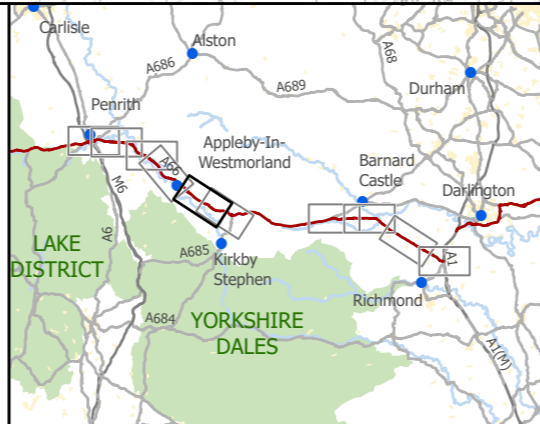 Carlisle
Alston
A68
A686
A689
Durham
Penrith
Appleby-In-
Westmorland
A66
Barnard
Castle
Darlington
M6
A6
LAKE
DISTRICT
A685
Kirkby
Stephen
A1
Richmond
A684
YORKSHIRE
DALES
A1(M)